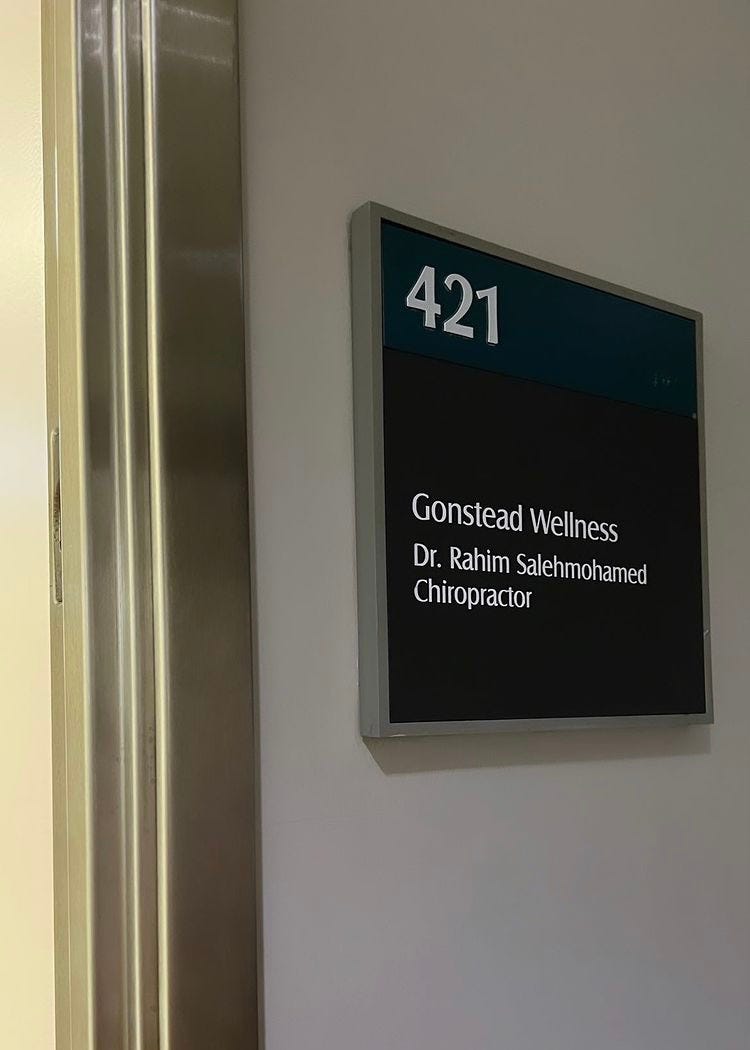 421
Gonstead Wellness
Dr. Rahim Salehmohamed
Chiropractor